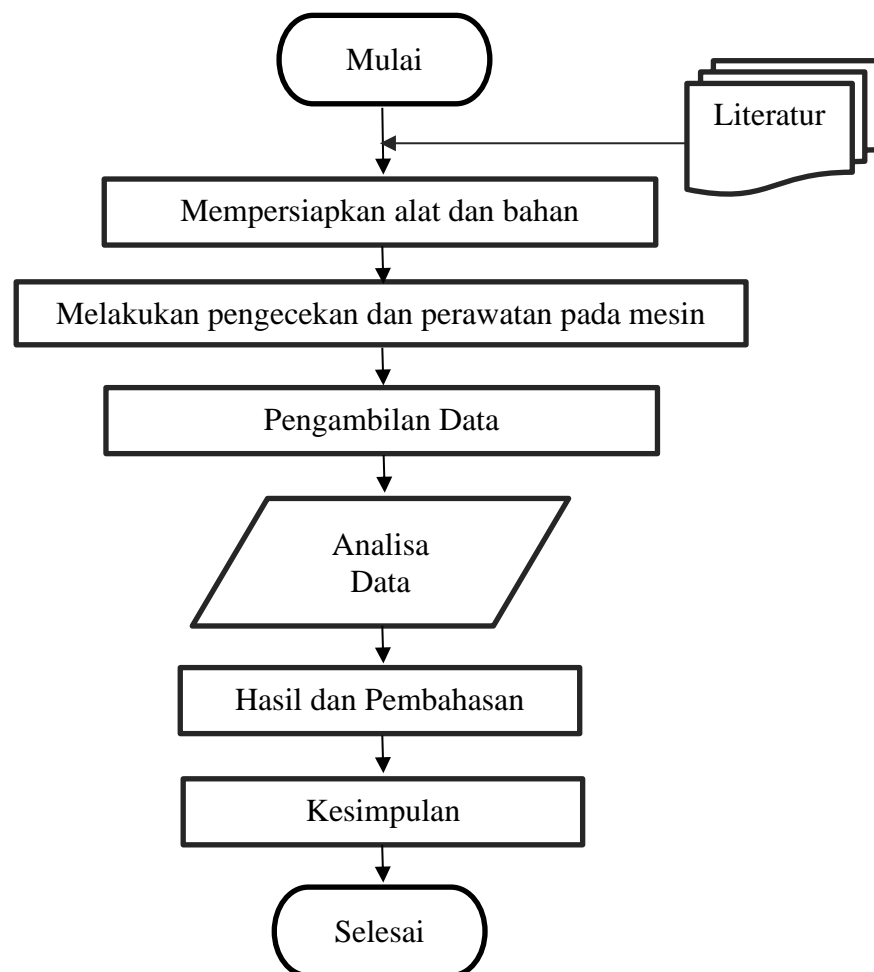 Mulai
Literatur
Mempersiapkan alat dan bahan
Melakukan pengecekan dan perawatan pada mesin
Pengambilan Data
Analisa
Data
Hasil dan Pembahasan
Kesimpulan
Selesai